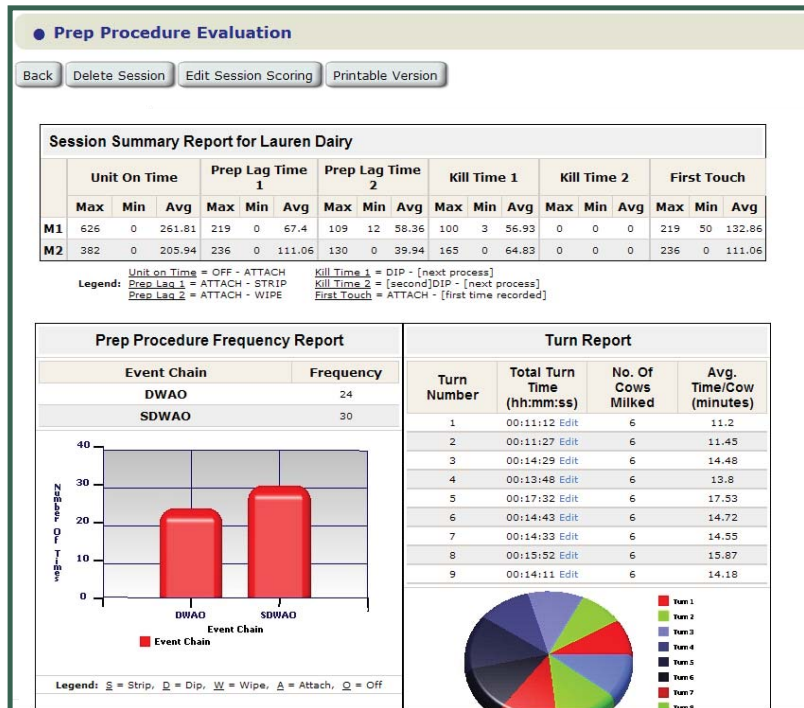 Prep Procedure Evaluation
Back Delete Session Edit Session Scoring Printable Version
Session Summary Report for Lauren Dairy
Unit On Time Prep Lag Time 1 Prep Lag Time 2 Kill Time 1 Kill Time 2 First Touch
Max Min Avg Max Min Avg Max Min Avg Max Min Avg Max Min Avg Max Min Avg
M1 626 0 261.81 219 0 67.4 109 12 58.36 100 3 56.93 0 0 0 219 50 132.86
M2 382 0 205.94 236 0 111.06 130 0 39.94 165 0 64.83 0 0 0 236 0 111.06
Legend:
Unit on Time = OFF - ATTACH
Prep Lag 1 = ATTACH - STRIP
Prep Lag 2 = ATTACH - WIPE
Kill Time 1 = DIP - [next process]
Kill Time 2 = [second]DIP - [next process]
First Touch = ATTACH - [first time recorded]
Prep Procedure Frequency Report
Event Chain Frequency
DWAO 24
SDWAO 30
40
30
20
10
0
Number Of Times
DWAO SDWAO
Event Chain
Event Chain
Legend: S = Strip, D = Dip, W = Wipe, A = Attach, O = Off
Turn Report
Turn Number Total Turn Time (hh:mm:ss) No. Of Cows Milked Avg. Time/Cow (minutes)
1 00:11:12 Edit 6 11.2
2 00:11:27 Edit 6 11.45
3 00:14:29 Edit 6 14.48
4 00:13:48 Edit 6 13.8
5 00:17:32 Edit 6 17.53
6 00:14:43 Edit 6 14.72
7 00:14:33 Edit 6 14.55
8 00:15:52 Edit 6 15.87
9 00:14:11 Edit 6 14.18
Turn 1
Turn 2
Turn 3
Turn 4
Turn 5
Turn 6
Turn 7
Turn 8